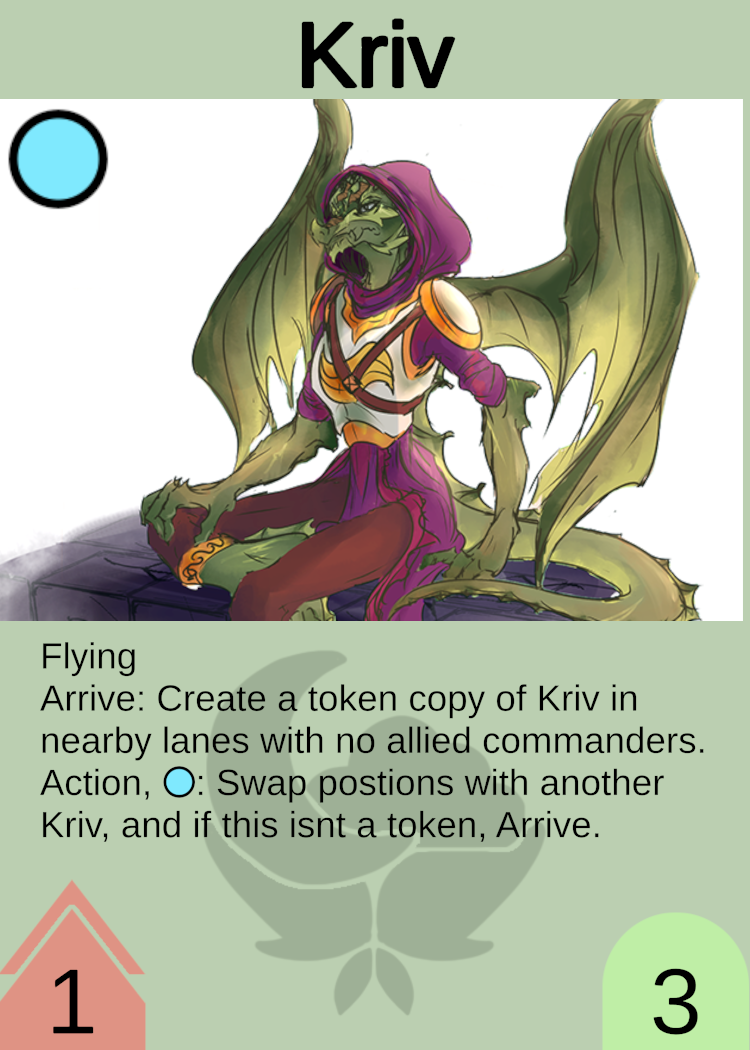 Kriv
Flying
Arrive: Create a token copy of Kriv in
nearby lanes with no allied commanders.
Action, : Swap postions with another
Kriv, and if this isnt a token, Arrive.
1
3